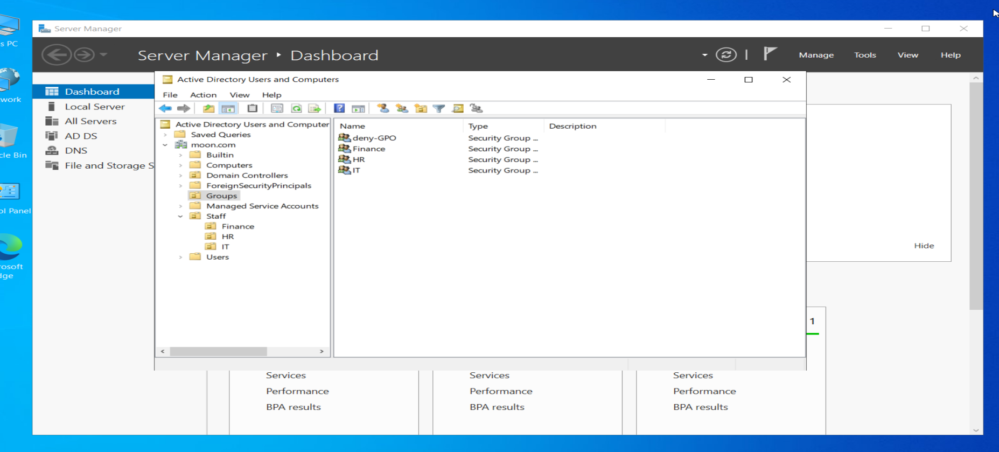 s PC
work
cle Bin
ol Panel
rosoft
dge
Server Manager
Server Manager ‣ Dashboard
Manage Tools View Help
Dashboard
Local Server
All Servers
AD DS
DNS
File and Storage S
Active Directory Users and Computers
File Action View Help
Active Directory Users and Computer
Saved Queries
moon.com
Builtin
Computers
Domain Controllers
ForeignSecurityPrincipals
Groups
Managed Service Accounts
Staff
Finance
HR
IT
Users
Name Type Description
deny-GPO Security Group ...
Finance Security Group ...
HR Security Group ...
IT Security Group ...
Hide
1
Services Services Services
Performance Performance Performance
BPA results BPA results BPA results